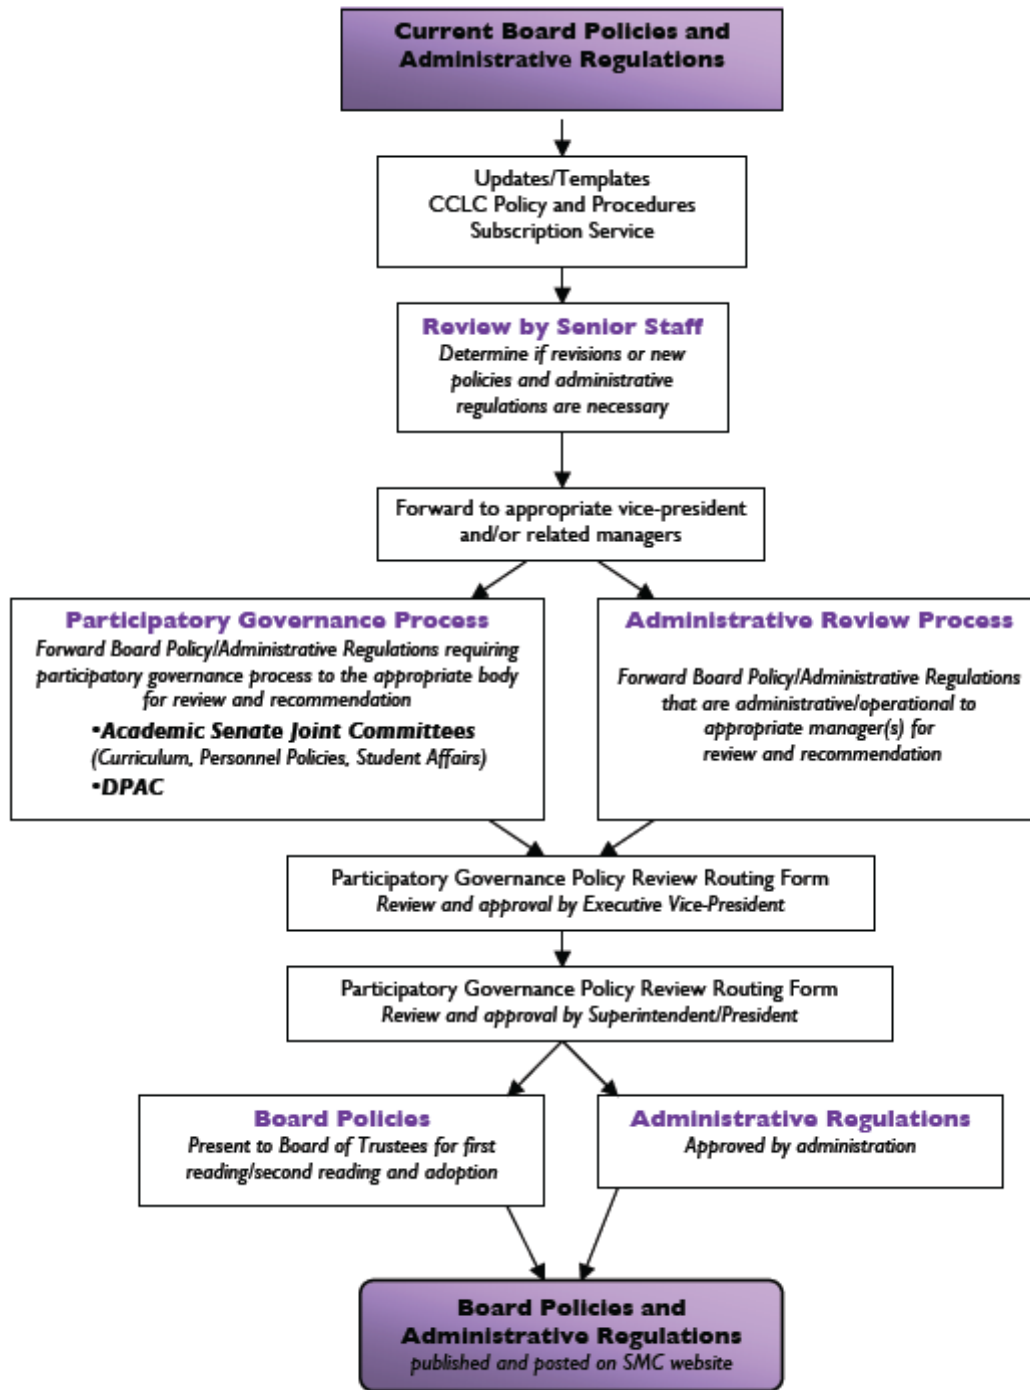 Current Board Policies and
Administrative Regulations
Updates/Templates
CCLC Policy and Procedures
Subscription Service
Review by Senior Staff
Determine if revisions or new
policies and administrative
regulations are necessary
Forward to appropriate vice-president
and/or related managers
Participatory Governance Process
Forward Board Policy/Administrative Regulations requiring
participatory governance process to the appropriate body
for review and recommendation
•Academic Senate Joint Committees
(Curriculum, Personnel Policies, Student Affairs)
•DPAC
Administrative Review Process
Forward Board Policy/Administrative Regulations
that are administrative/operational to
appropriate manager(s) for
review and recommendation
Participatory Governance Policy Review Routing Form
Review and approval by Executive Vice-President
Participatory Governance Policy Review Routing Form
Review and approval by Superintendent/President
Board Policies
Present to Board of Trustees for first
reading/second reading and adoption
Administrative Regulations
Approved by administration
Board Policies and
Administrative Regulations
published and posted on SMC website